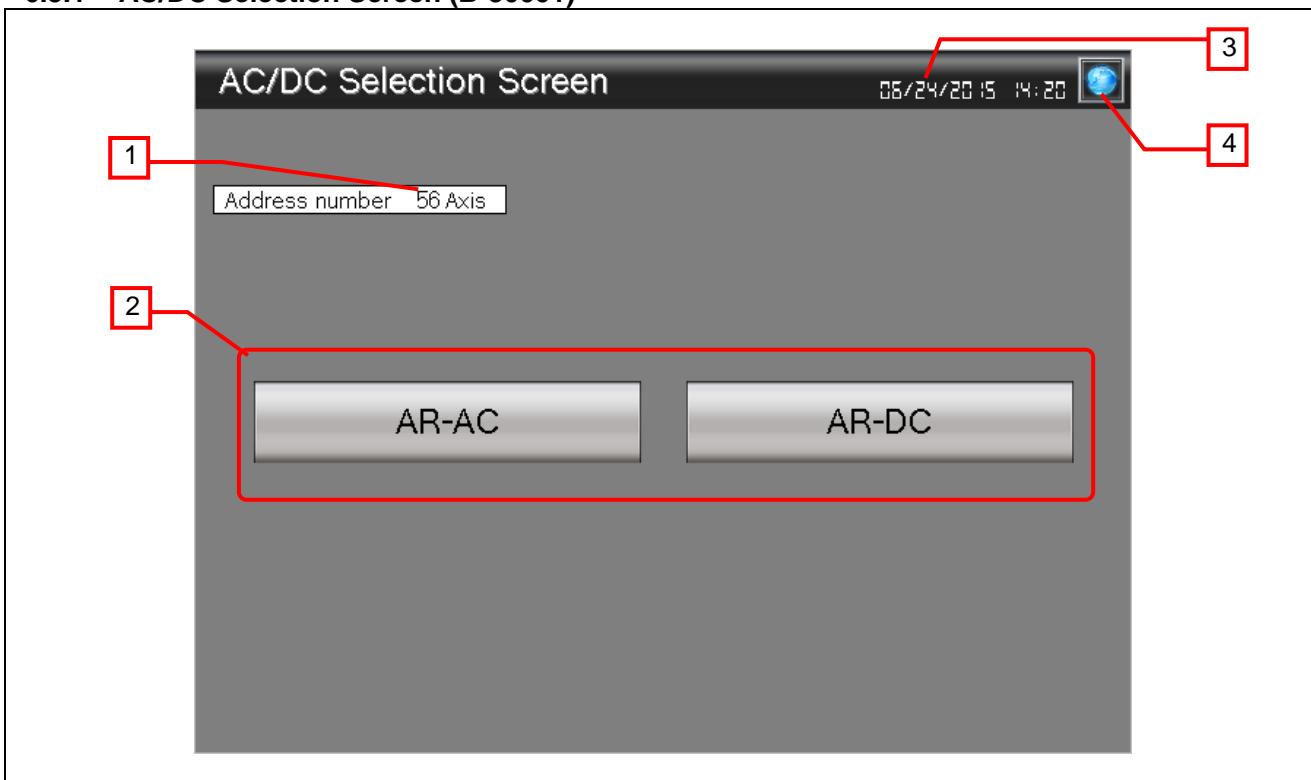 AC/DC Selection Screen
06/24/2015 14:20
3
4
1
Address number 56 Axis
2
AR-AC AR-DC